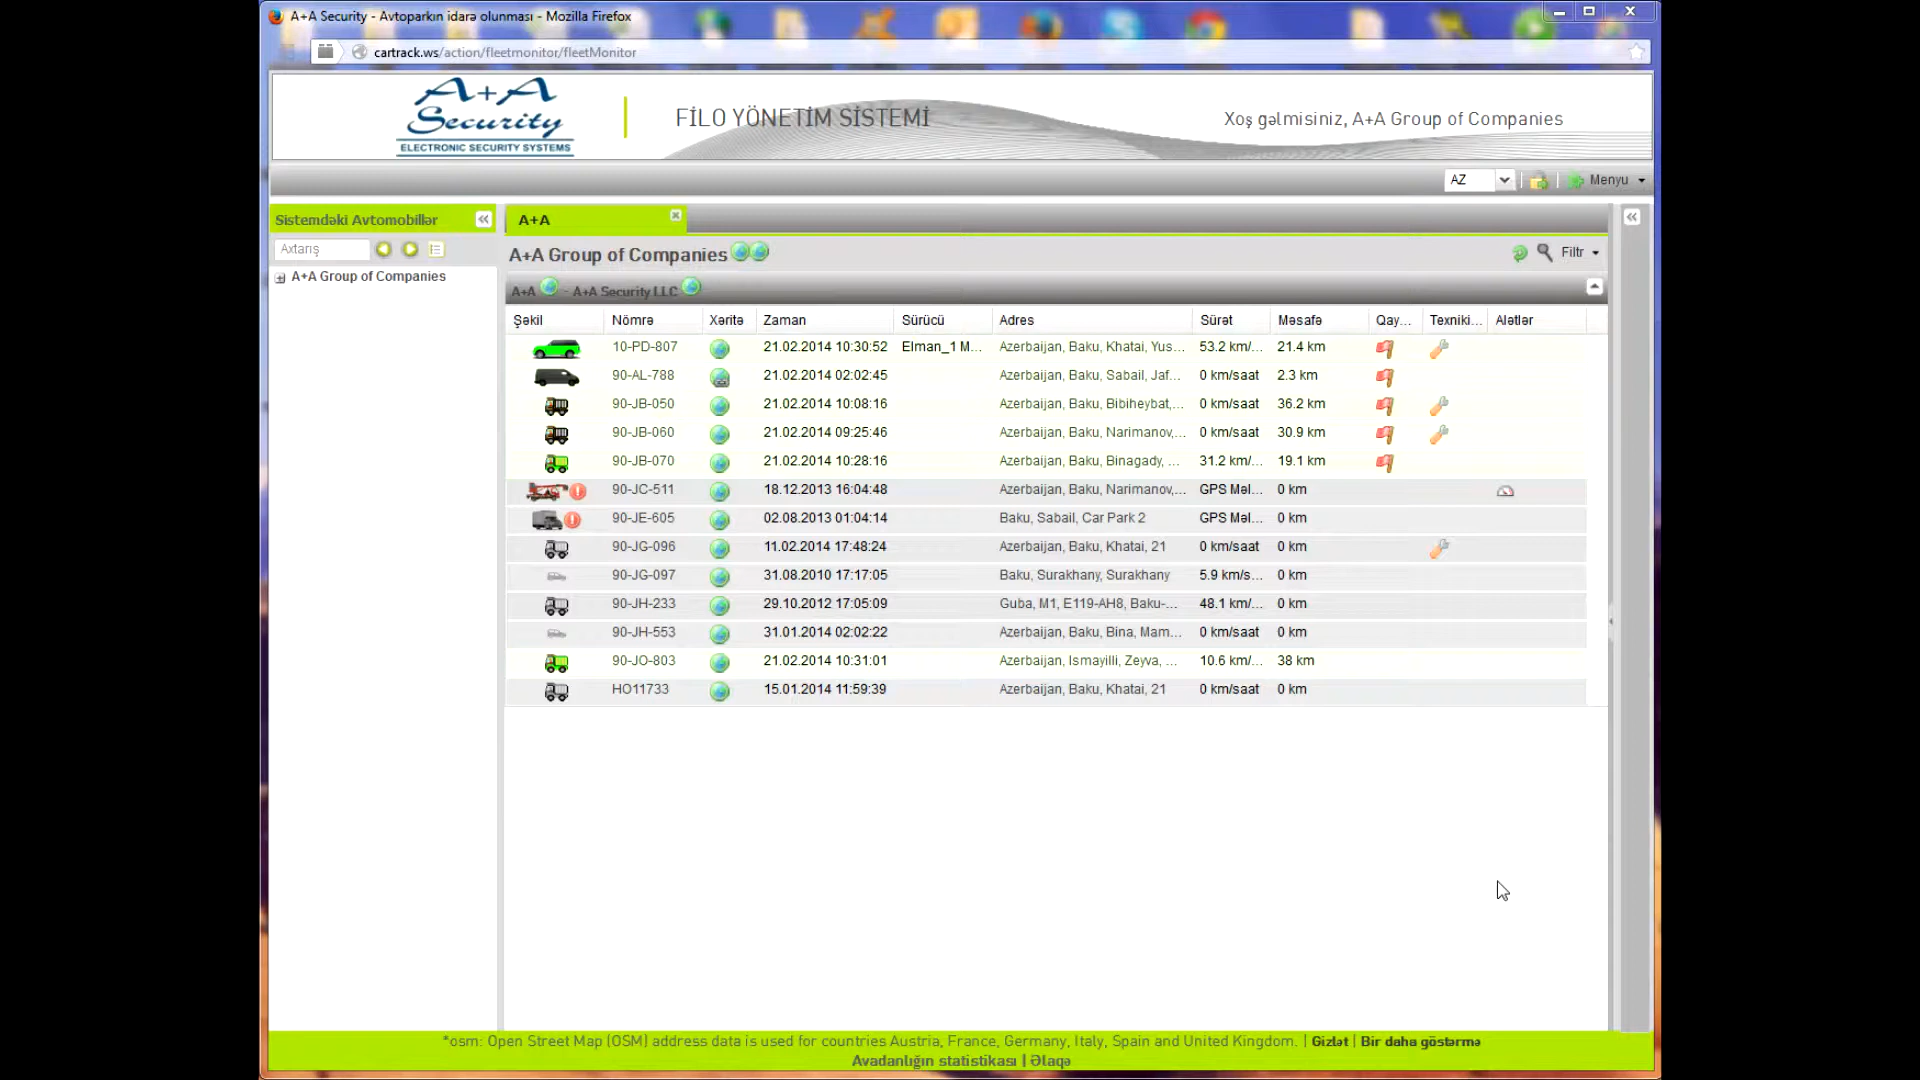 A+A Security - Avtoparkın idarə olunması - Mozilla Firefox
cartrack.ws/action/fleetmonitor/fleetMonitor
A+A
Security
ELECTRONIC SECURITY SYSTEMS
FİLO YÖNETİM SİSTEMİ
Xoş gəlmisiniz, A+A Group of Companies
AZ
Menyu
Sistemdəki Avtomobillər
A+A
Axtarış
A+A Group of Companies
A+A Group of Companies
Filtr
A+A - A+A Security LLC
Şəkil Nömrə Xəritə Zaman Sürücü Adres Sürət Məsafə Qay... Texniki... Alətlər
10-PD-807 21.02.2014 10:30:52 Elman_1 M... Azerbaijan, Baku, Khatai, Yus... 53.2 km/... 21.4 km
90-AL-788 21.02.2014 02:02:45 Azerbaijan, Baku, Sabail, Jaf... 0 km/saat 2.3 km
90-JB-050 21.02.2014 10:08:16 Azerbaijan, Baku, Bibiheybat,... 0 km/saat 36.2 km
90-JB-060 21.02.2014 09:25:46 Azerbaijan, Baku, Narimanov,... 0 km/saat 30.9 km
90-JB-070 21.02.2014 10:28:16 Azerbaijan, Baku, Binagady, ... 31.2 km/... 19.1 km
90-JC-511 18.12.2013 16:04:48 Azerbaijan, Baku, Narimanov,... GPS Məl... 0 km
90-JE-605 02.08.2013 01:04:14 Baku, Sabail, Car Park 2 GPS Məl... 0 km
90-JG-096 11.02.2014 17:48:24 Azerbaijan, Baku, Khatai, 21 0 km/saat 0 km
90-JG-097 31.08.2010 17:17:05 Baku, Surakhany, Surakhany 5.9 km/s... 0 km
90-JH-233 29.10.2012 17:05:09 Guba, M1, E119-AH8, Baku-... 48.1 km/... 0 km
90-JH-553 31.01.2014 02:02:22 Azerbaijan, Baku, Bina, Mam... 0 km/saat 0 km
90-JO-803 21.02.2014 10:31:01 Azerbaijan, Ismayilli, Zeyva, ... 10.6 km/... 38 km
HO11733 15.01.2014 11:59:39 Azerbaijan, Baku, Khatai, 21 0 km/saat 0 km
*osm: Open Street Map (OSM) address data is used for countries Austria, France, Germany, Italy, Spain and United Kingdom. | Gizlət | Bir daha göstərmə
Avadanlığın statistikası | Əlaqə